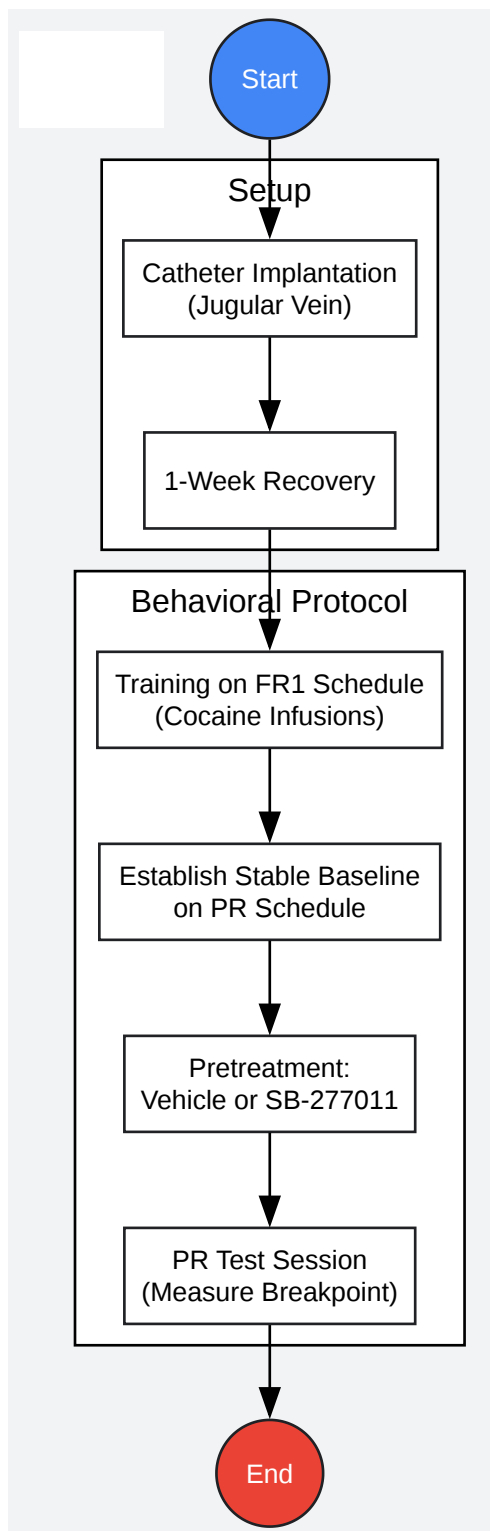 Start
Setup
Catheter Implantation
(Jugular Vein)
1-Week Recovery
Behavioral Protocol
Training on FR1 Schedule
(Cocaine Infusions)
Establish Stable Baseline
on PR Schedule
Pretreatment:
Vehicle or SB-277011
PR Test Session
(Measure Breakpoint)
End